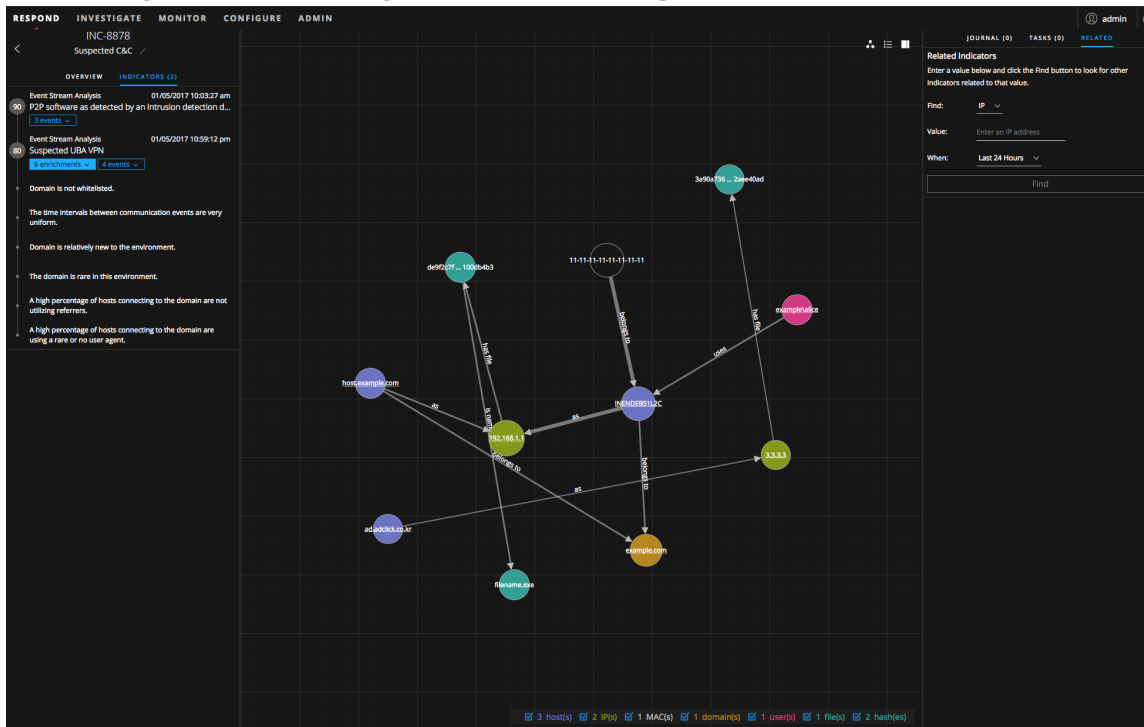 RESPOND INVESTIGATE MONITOR CONFIGURE ADMIN
admin
INC-8878
Suspected C&C
OVERVIEW INDICATORS (2)
Event Stream Analysis 01/05/2017 10:03:27 am
90 P2P software as detected by an Intrusion detection d...
3 events
Event Stream Analysis 01/05/2017 10:59:12 pm
80 Suspected UBA VPN
6 enrichments 4 events
Domain is not whitelisted.
The time intervals between communication events are very
uniform.
Domain is relatively new to the environment.
The domain is rare in this environment.
A high percentage of hosts connecting to the domain are not
utilizing referrers.
A high percentage of hosts connecting to the domain are
using a rare or no user agent.
3a90a736 ... 2aee40ad
11-11-11-11-11-11-11-11
de9f2c7f ... 100db4b3
belongs to
example\alice
has file
has file
uses
host.example.com
as
is named
INENDEBS1L2C
as
192.168.1.1
belongs to
belongs to
3.3.3.3
as
ad.adclick.co.kr
example.com
filename.exe
3 host(s) 2 IP(s) 1 MAC(s) 1 domain(s) 1 user(s) 1 file(s) 2 hash(es)
JOURNAL (0) TASKS (0) RELATED
Related Indicators
Enter a value below and click the Find button to look for other
indicators related to that value.
Find: IP
Value: Enter an IP address
When: Last 24 Hours
Find